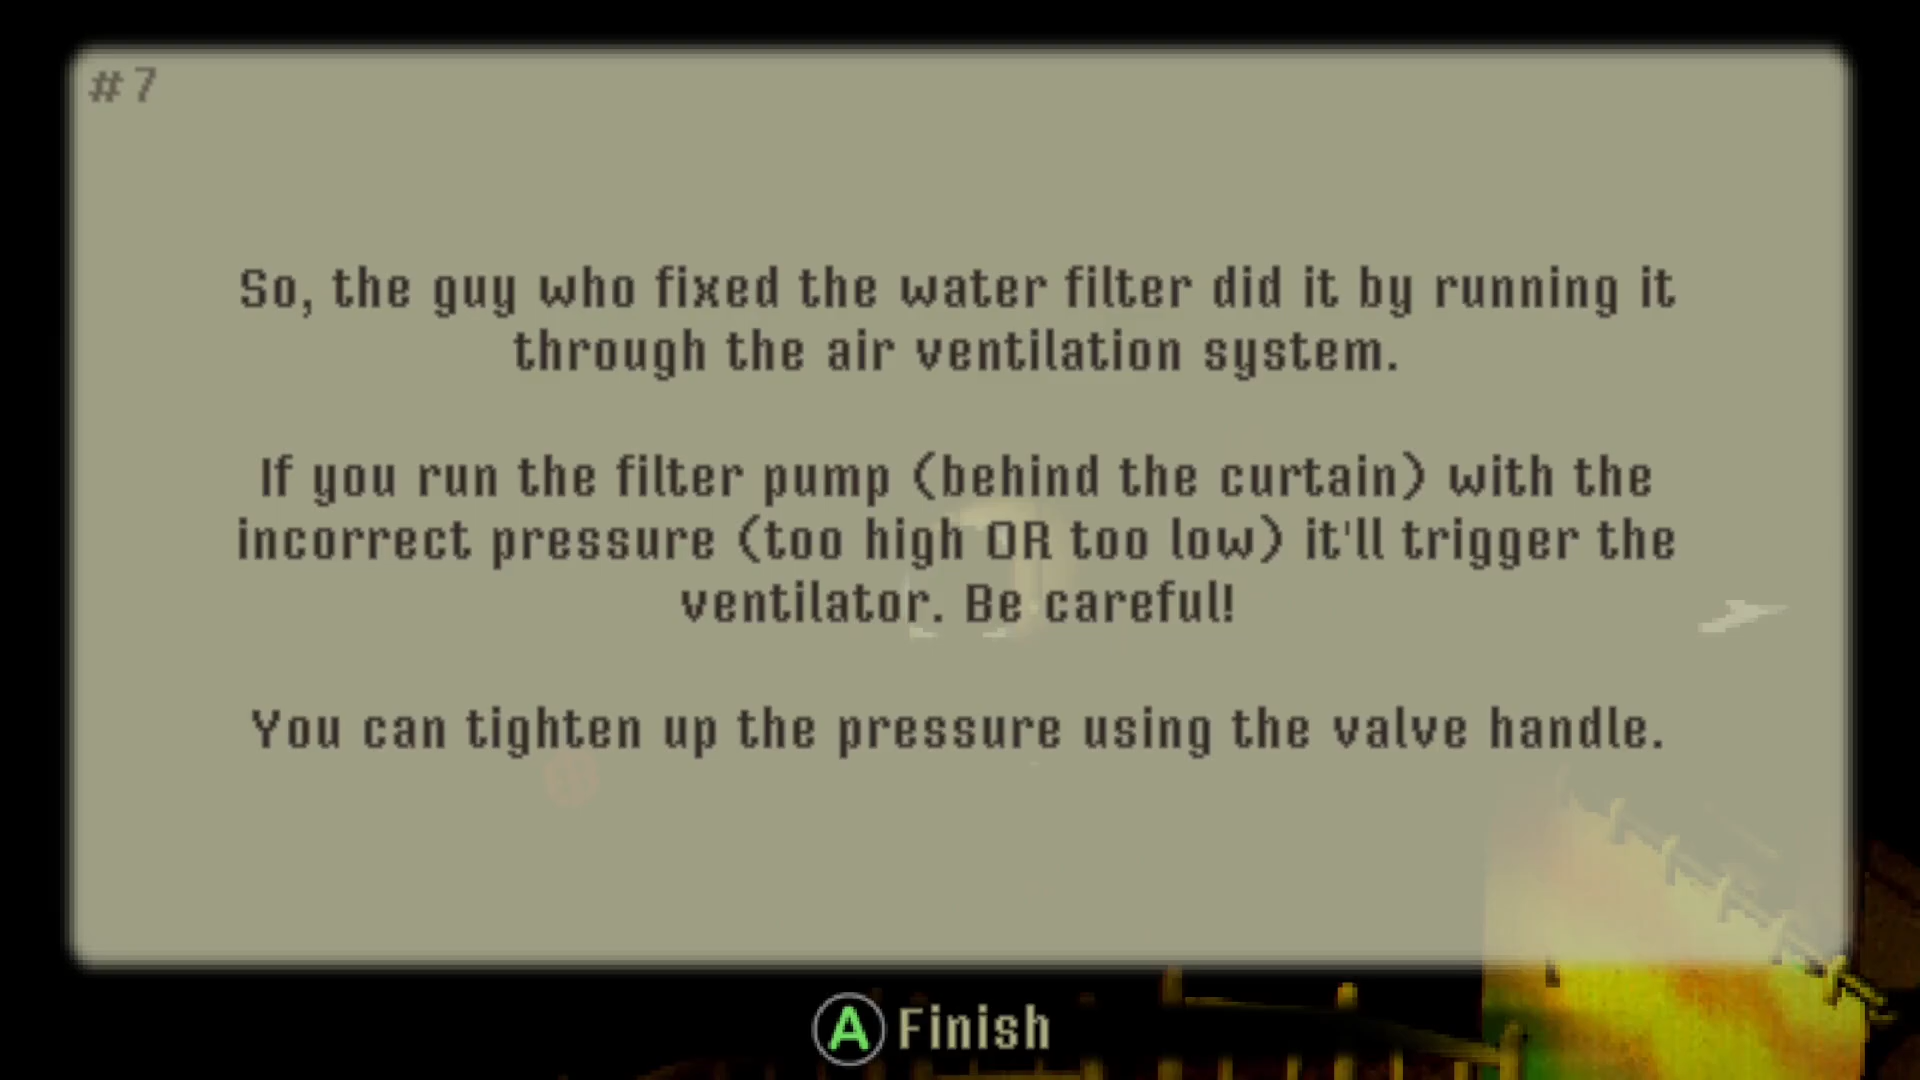 #7
So, the guy who fixed the water filter did it by running it
through the air ventilation system.
If you run the filter pump (behind the curtain) with the
incorrect pressure (too high OR too low) it'll trigger the
ventilator. Be careful!
You can tighten up the pressure using the valve handle.
A Finish